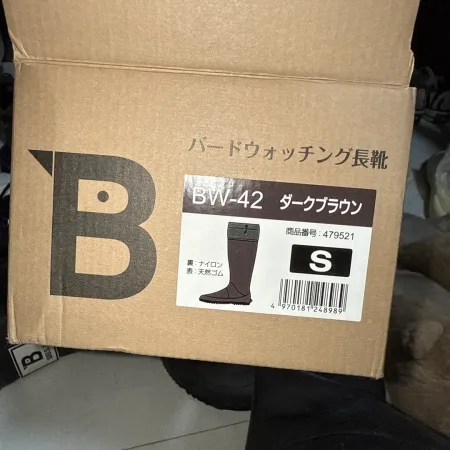 バードウォッチング長靴
B
BW-42 ダークブラウン
商品番号：479521
S
裏：ナイロン
表：天然ゴム
4 970181 248989
B